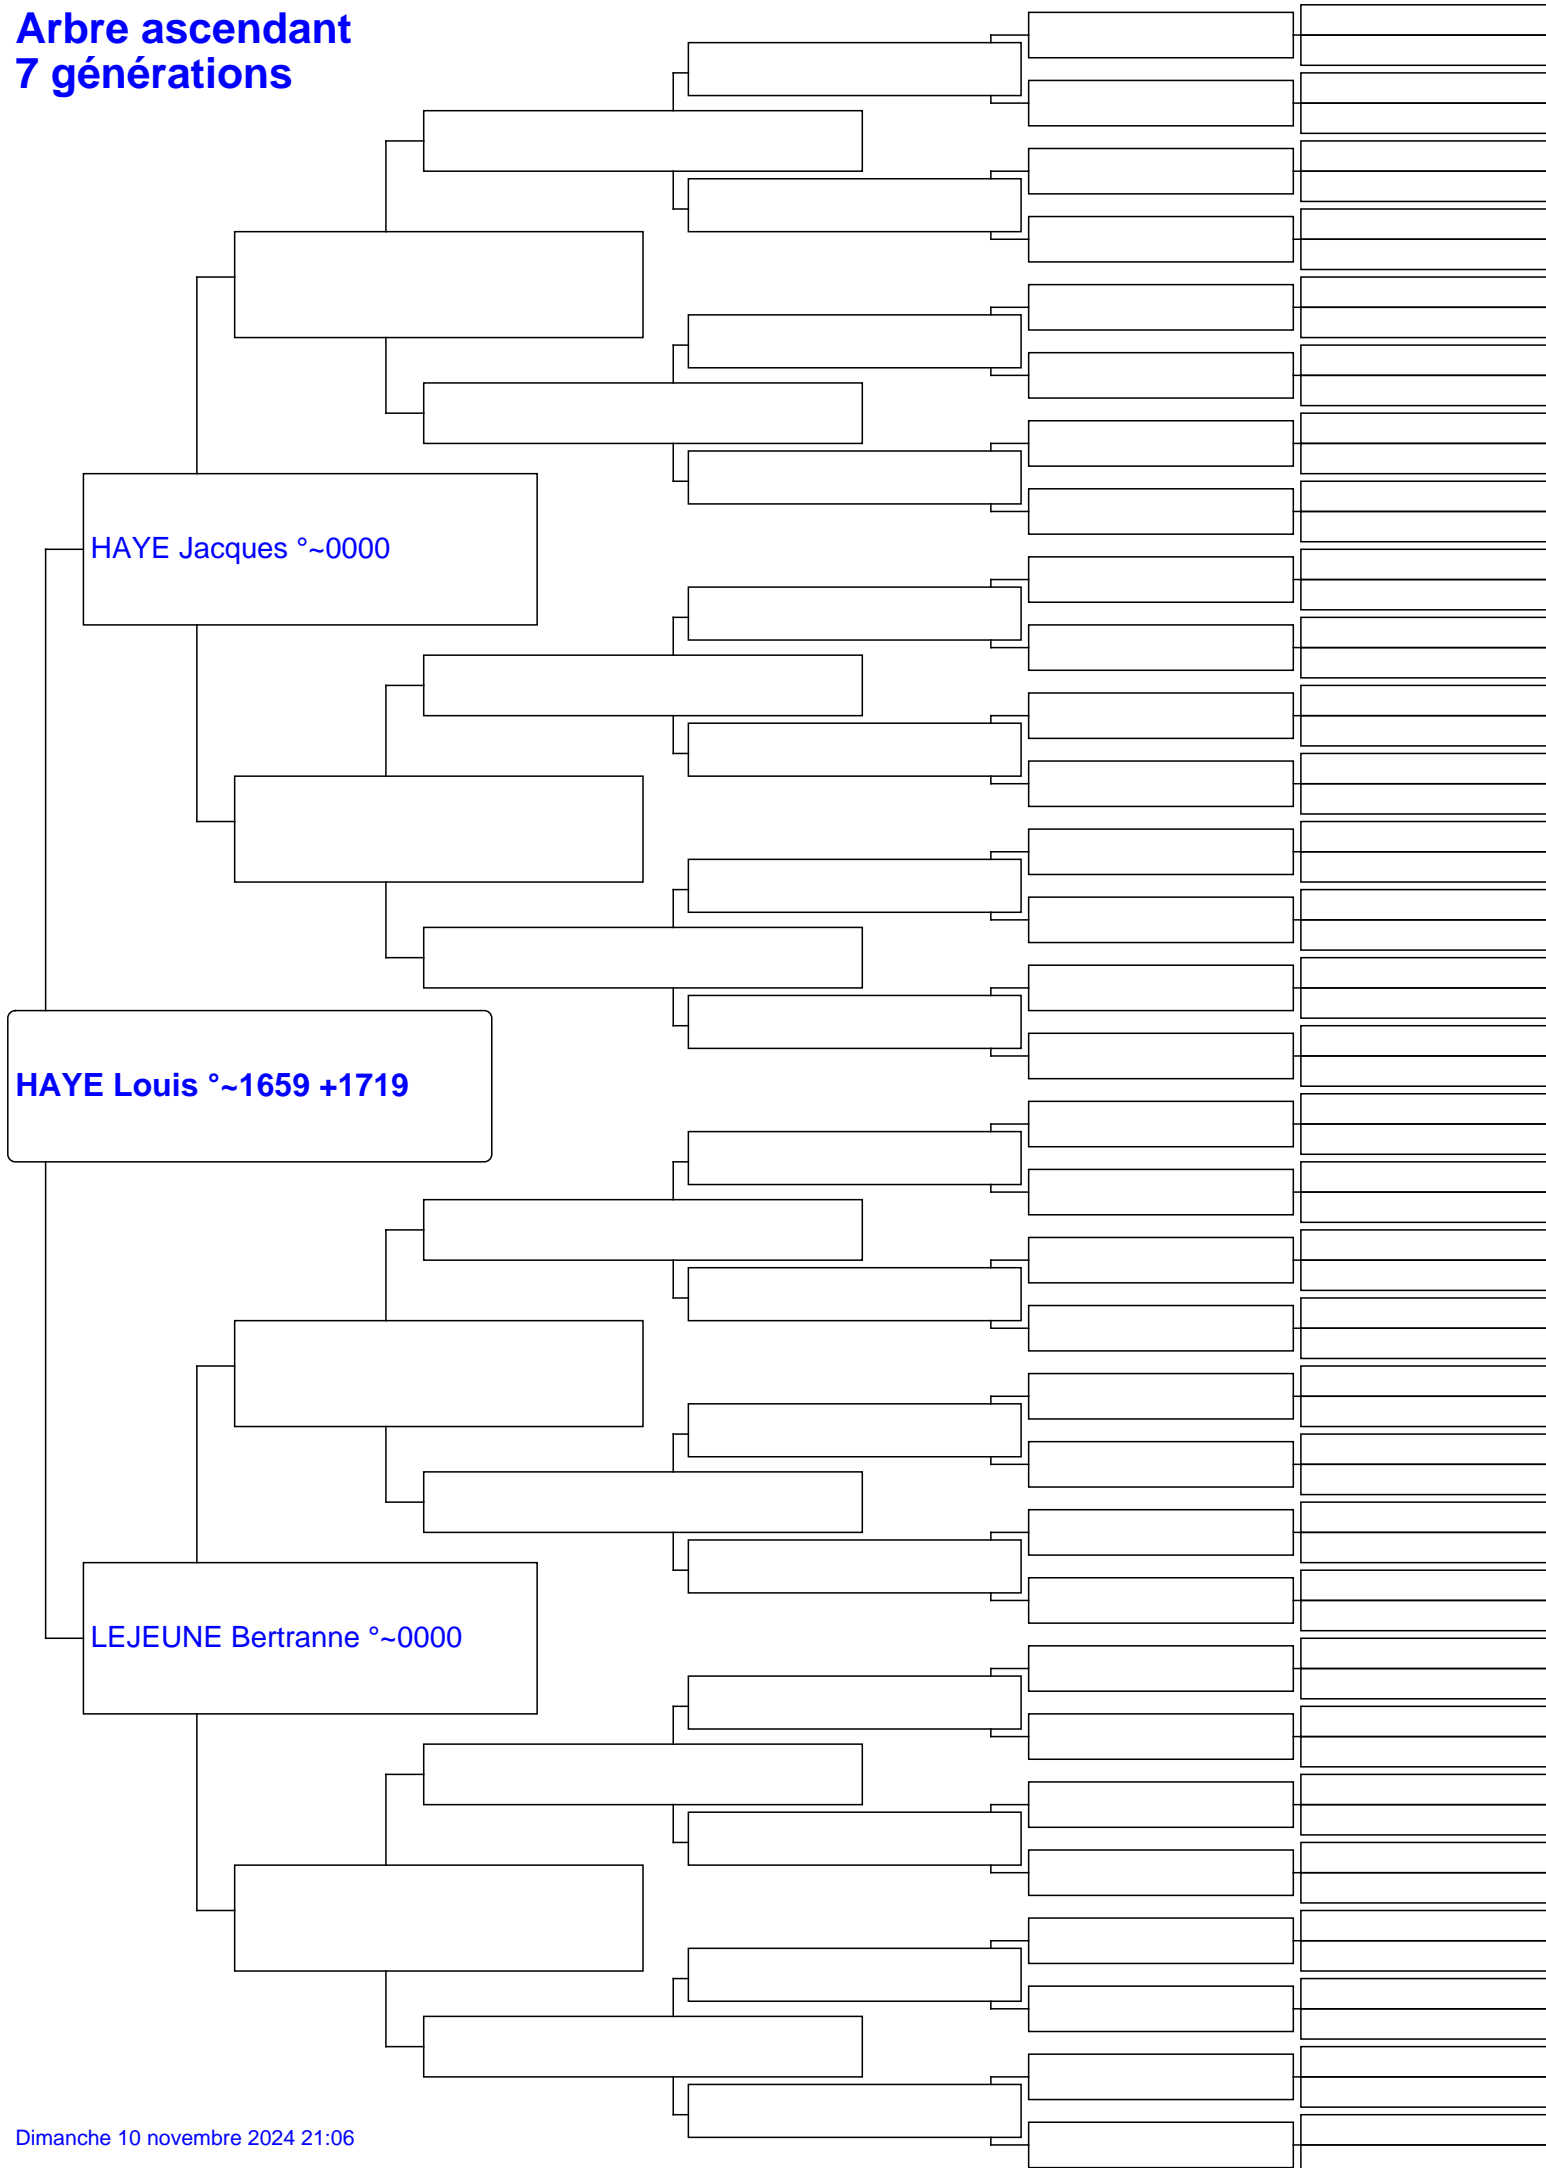 Arbre ascendant
7 générations
HAYE Jacques °~0000
HAYE Louis °~1659 +1719
LEJEUNE Bertranne °~0000
Dimanche 10 novembre 2024 21:06